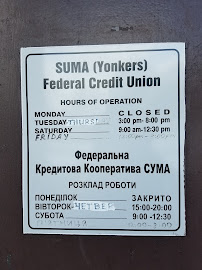 SUMA (Yonkers)
Federal Credit Union
HOURS OF OPERATION
MONDAY CLOSED
TUESDAY THURS. 3:00 pm- 8:00 pm
SATURDAY 9:00 am-12:30 pm
FRIDAY
Федеральна
Кредитова Кооператива СУМА
РОЗКЛАД РОБОТИ
ПОНЕДІЛОК ЗАКРИТО
ВІВТОРОК-ЧЕТВЕР 15:00-20:00
СУБОТА 9:00 -12:30